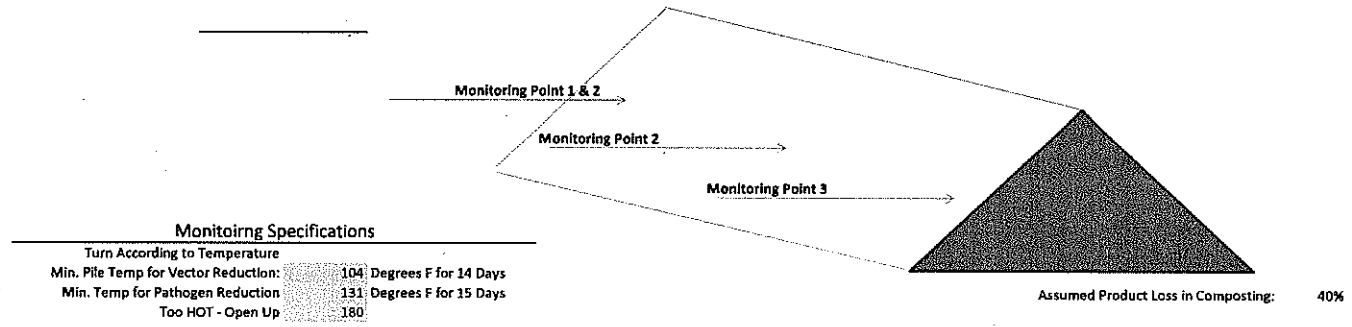 Monitoring Point 1 & 2
Monitoring Point 2
Monitoring Point 3
Monitoirng Specifications
Turn According to Temperature
Min. Pile Temp for Vector Reduction: 104 Degrees F for 14 Days
Min. Temp for Pathogen Reduction 131 Degrees F for 15 Days
Too HOT - Open Up 180
Assumed Product Loss in Composting: 40%